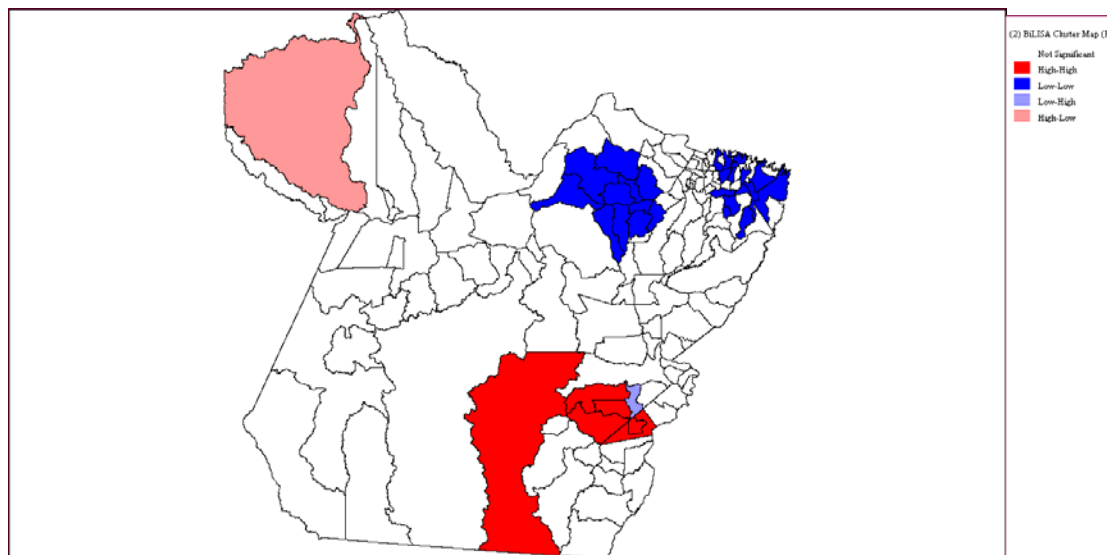 (2) BiLISA Cluster Map (
Not Significant
High-High
Low-Low
Low-High
High-Low